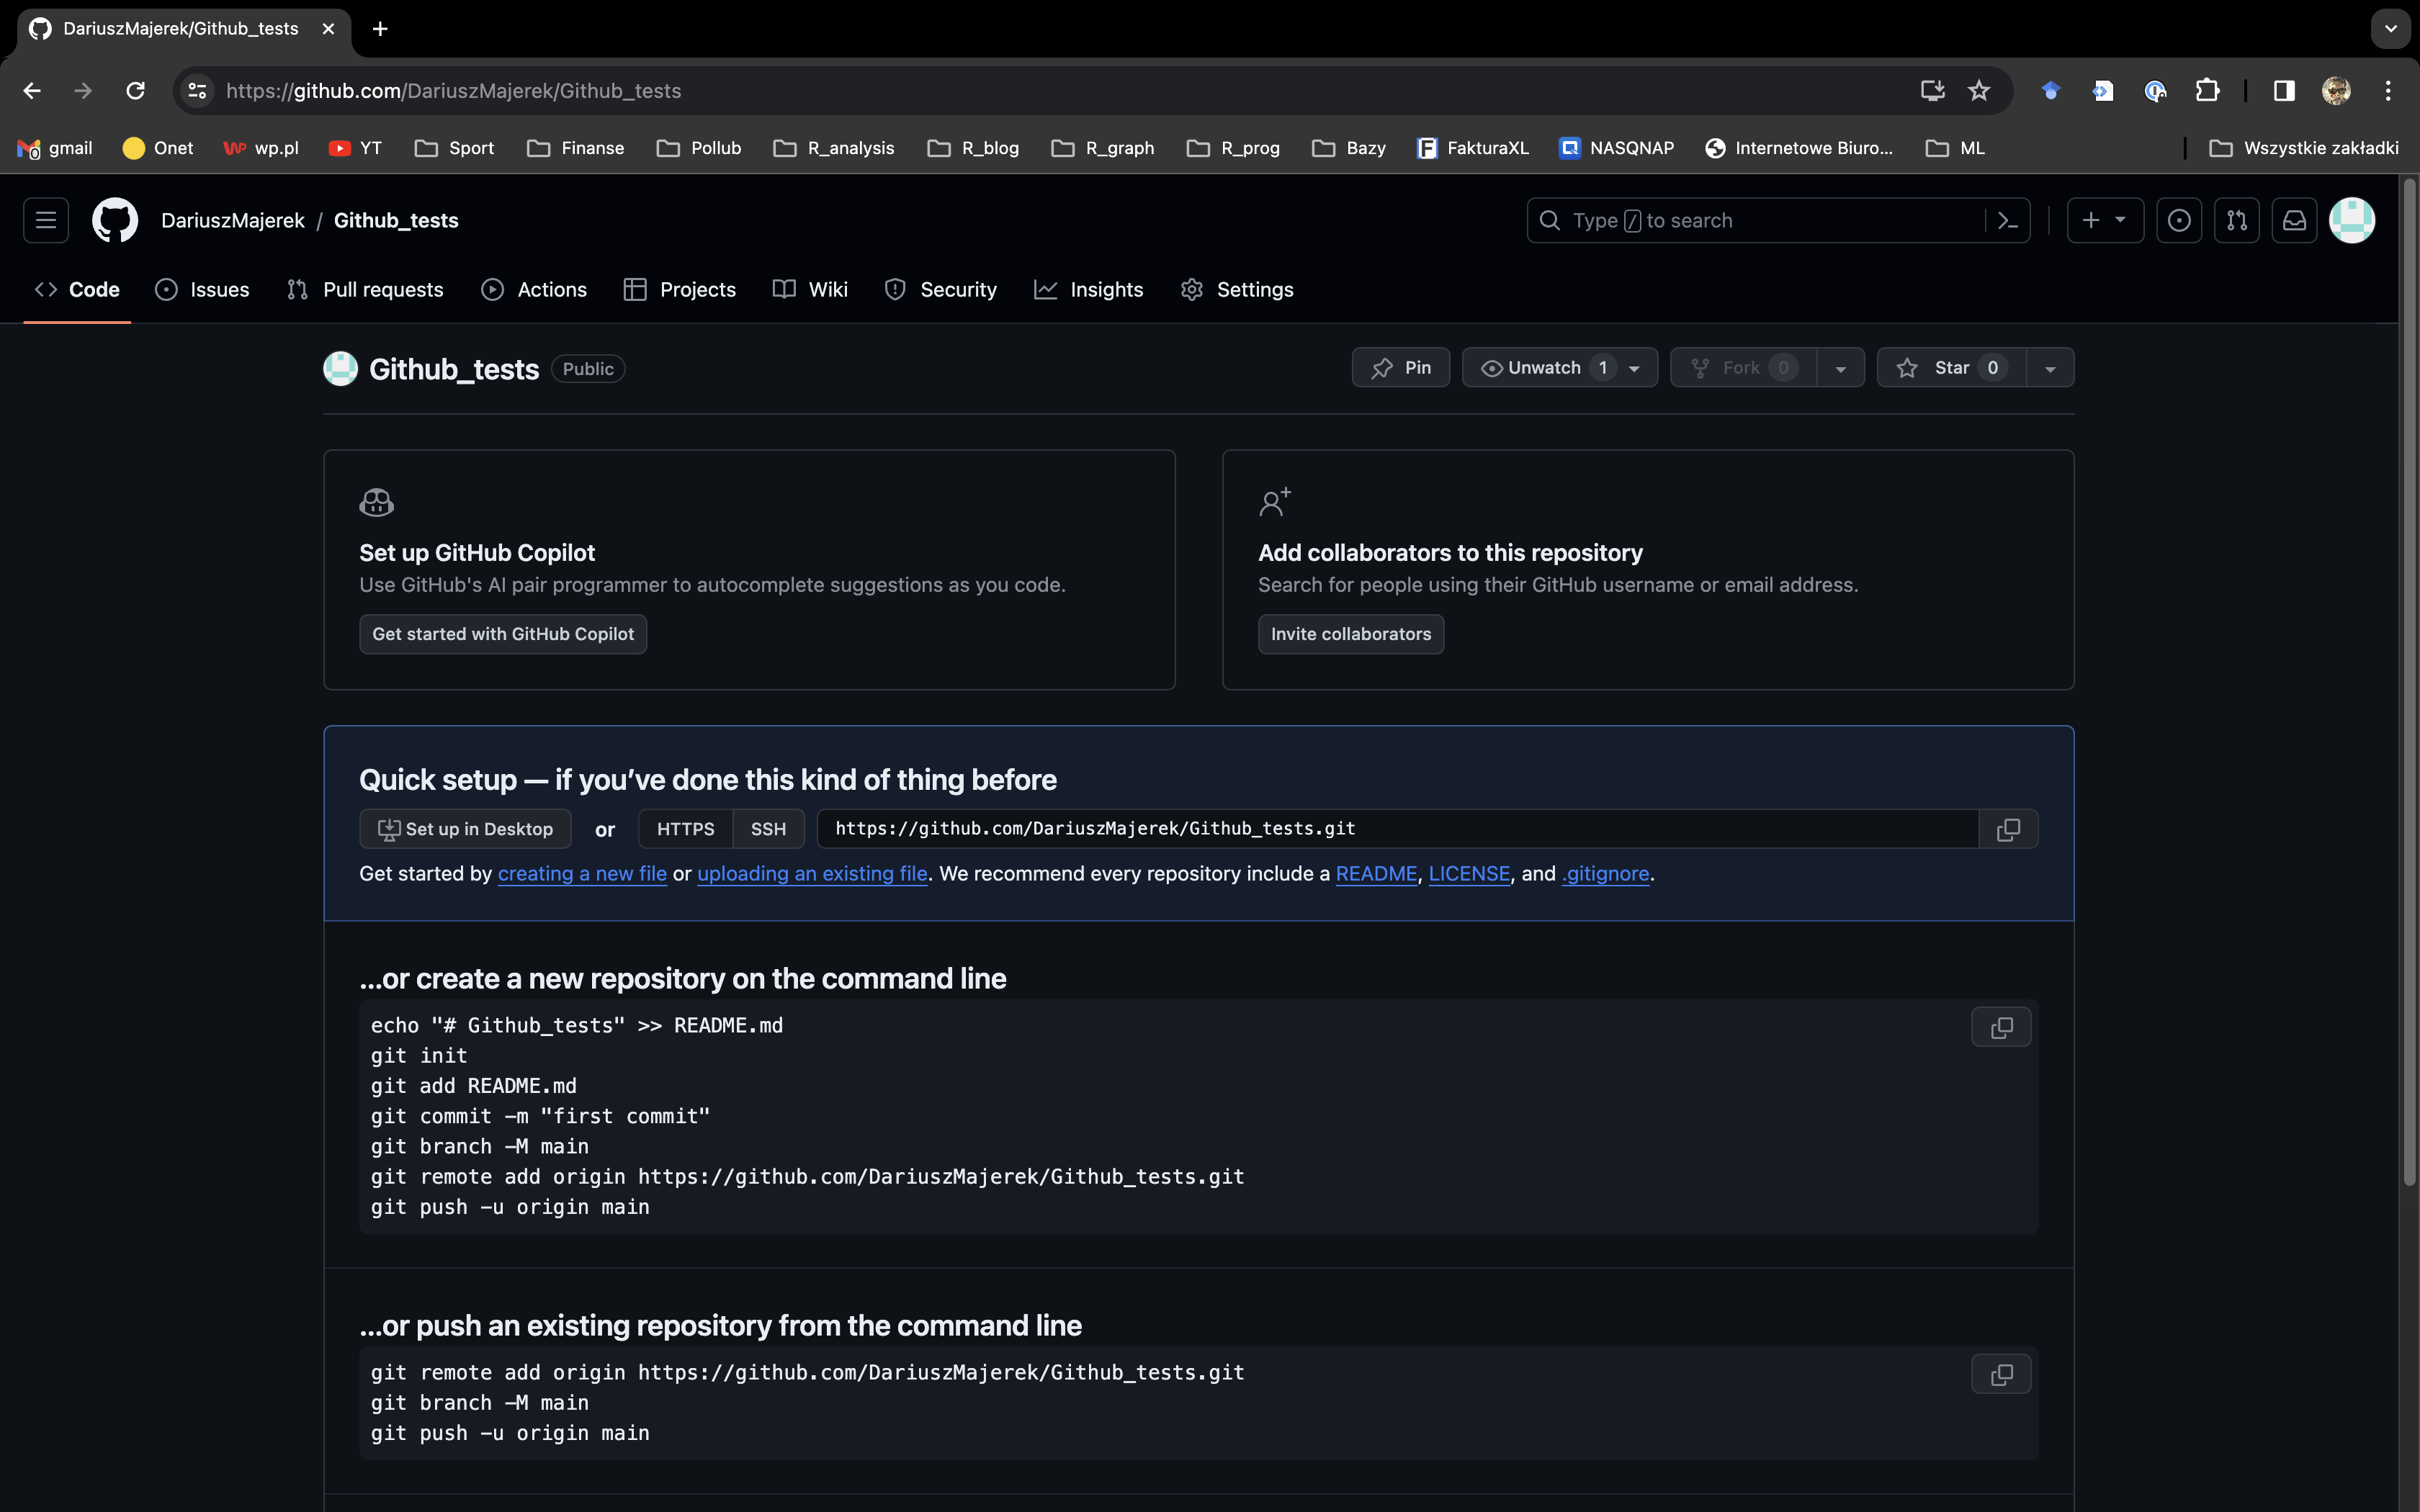 DariuszMajerek/Github_tests
https://github.com/DariuszMajerek/Github_tests
gmail Onet wp.pl YT Sport Finanse Pollub R_analysis R_blog R_graph R_prog Bazy FakturaXL NASQNAP Internetowe Biuro... ML Wszystkie zakładki
DariuszMajerek / Github_tests Type / to search
Code Issues Pull requests Actions Projects Wiki Security Insights Settings
Github_tests Public Pin Unwatch 1 Fork 0 Star 0
Set up GitHub Copilot
Use GitHub's AI pair programmer to autocomplete suggestions as you code.
Get started with GitHub Copilot
Add collaborators to this repository
Search for people using their GitHub username or email address.
Invite collaborators
Quick setup — if you’ve done this kind of thing before
Set up in Desktop or HTTPS SSH https://github.com/DariuszMajerek/Github_tests.git
Get started by creating a new file or uploading an existing file. We recommend every repository include a README, LICENSE, and .gitignore.
…or create a new repository on the command line
echo "# Github_tests" >> README.md
git init
git add README.md
git commit -m "first commit"
git branch -M main
git remote add origin https://github.com/DariuszMajerek/Github_tests.git
git push -u origin main
…or push an existing repository from the command line
git remote add origin https://github.com/DariuszMajerek/Github_tests.git
git branch -M main
git push -u origin main